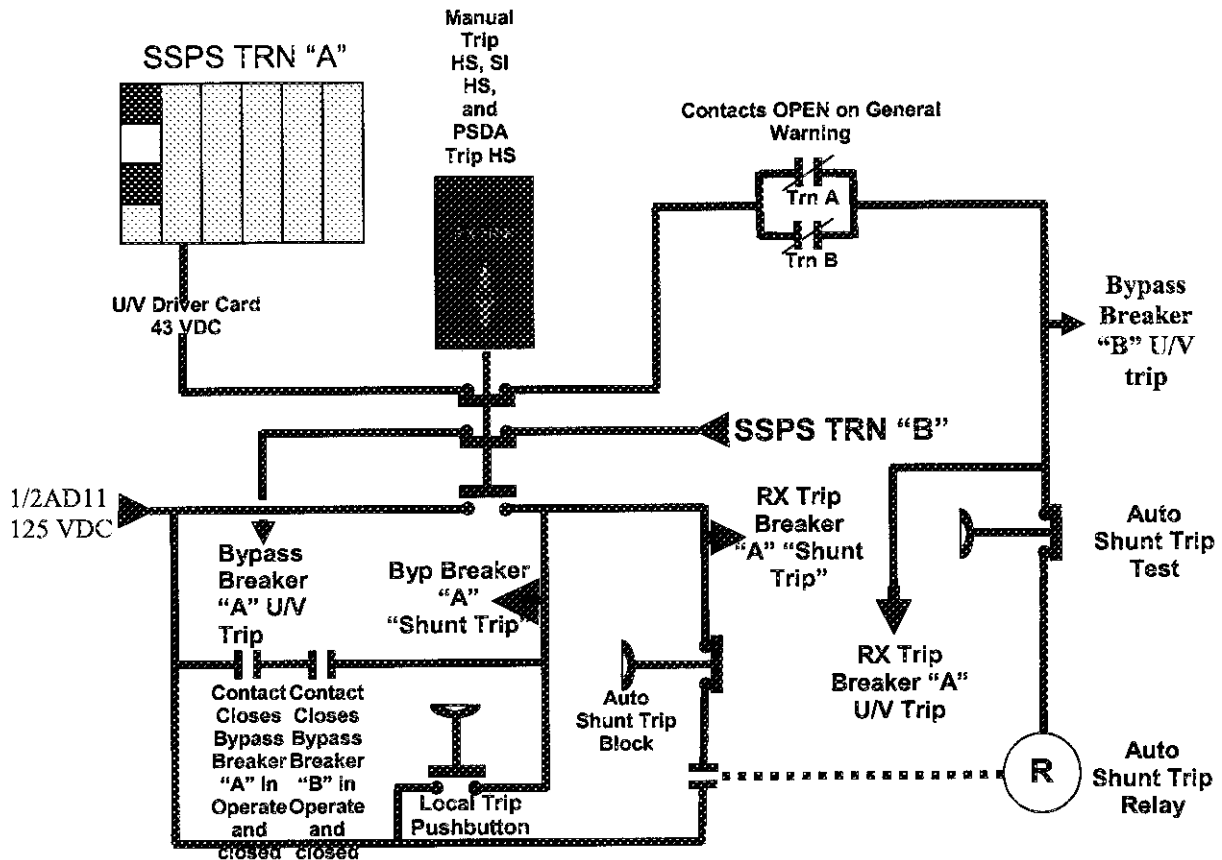 SSPS TRN “A”
Manual
Trip
HS, SI
HS,
and
PSDA
Trip HS
Contacts OPEN on General
Warning
Trn A
Trn B
U/V Driver Card
43 VDC
Bypass
Breaker
“B” U/V
trip
SSPS TRN “B”
1/2AD11
125 VDC
RX Trip
Breaker
“A” “Shunt
Trip”
Auto
Shunt Trip
Test
Bypass
Breaker
“A” U/V
Trip
Byp Breaker
“A”
“Shunt Trip”
RX Trip
Breaker “A”
U/V Trip
Auto
Shunt Trip
Block
Contact
Closes
Bypass
Breaker
“A” In
Operate
and
closed
Contact
Closes
Bypass
Breaker
“B” in
Operate
and
closed
Local Trip
Pushbutton
R
Auto
Shunt Trip
Relay